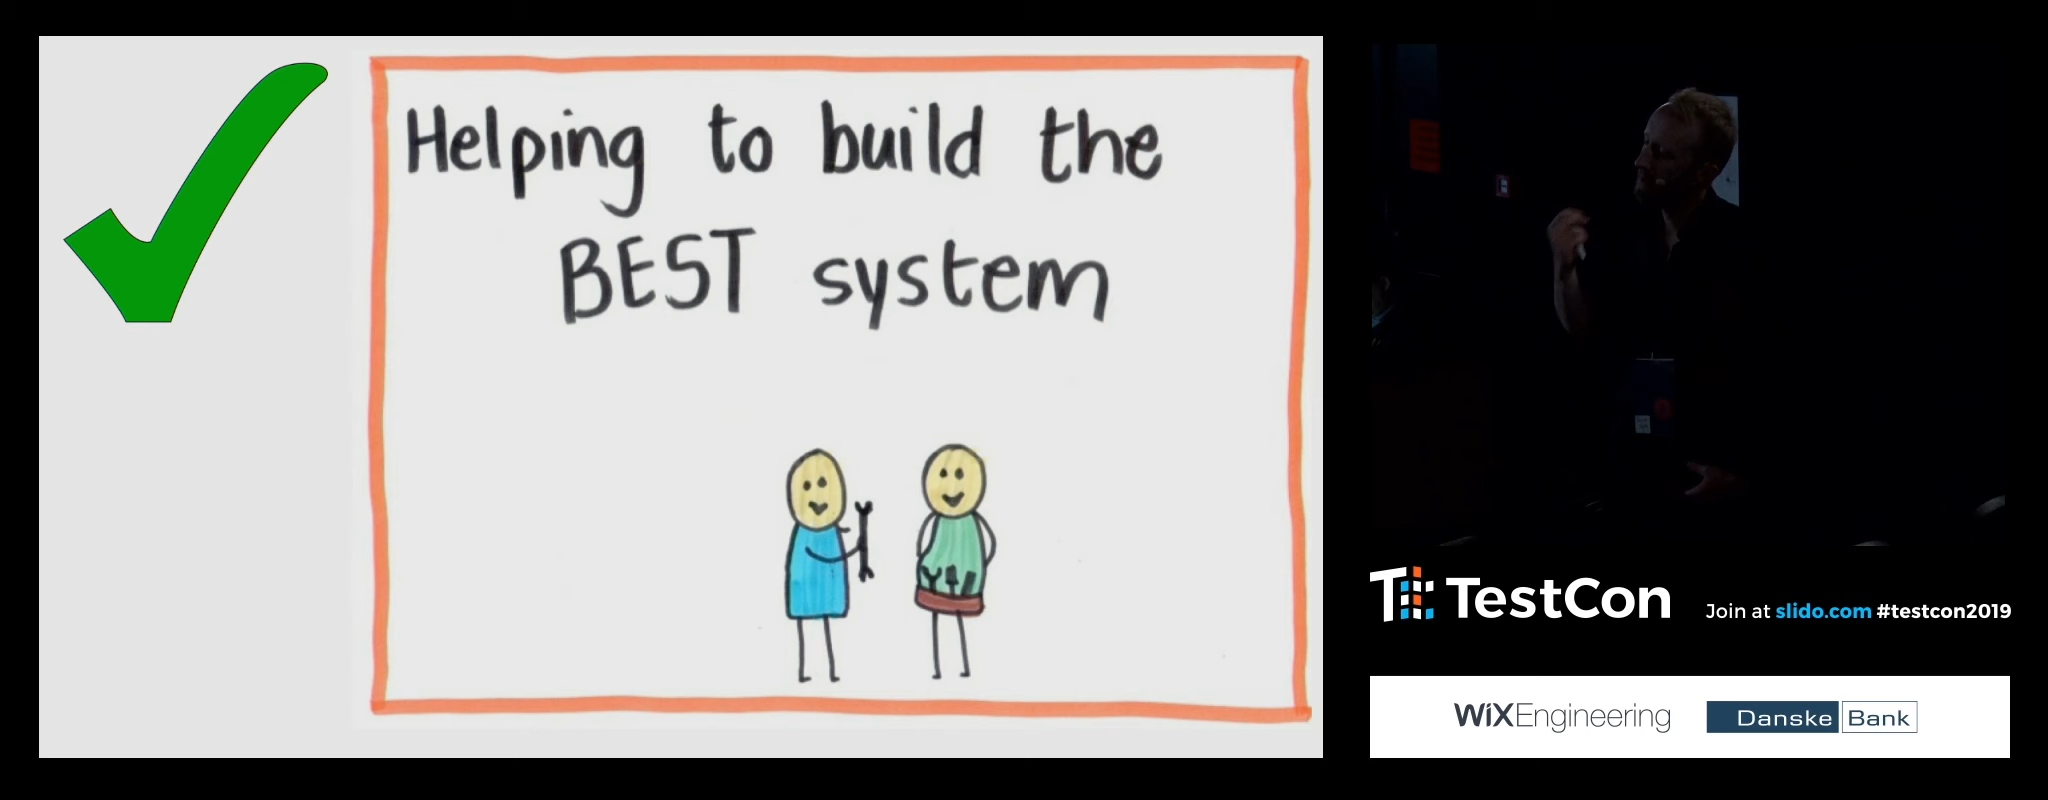 Helping to build the
BEST system
TestCon
Join at slido.com #testcon2019
WiXEngineering
Danske Bank